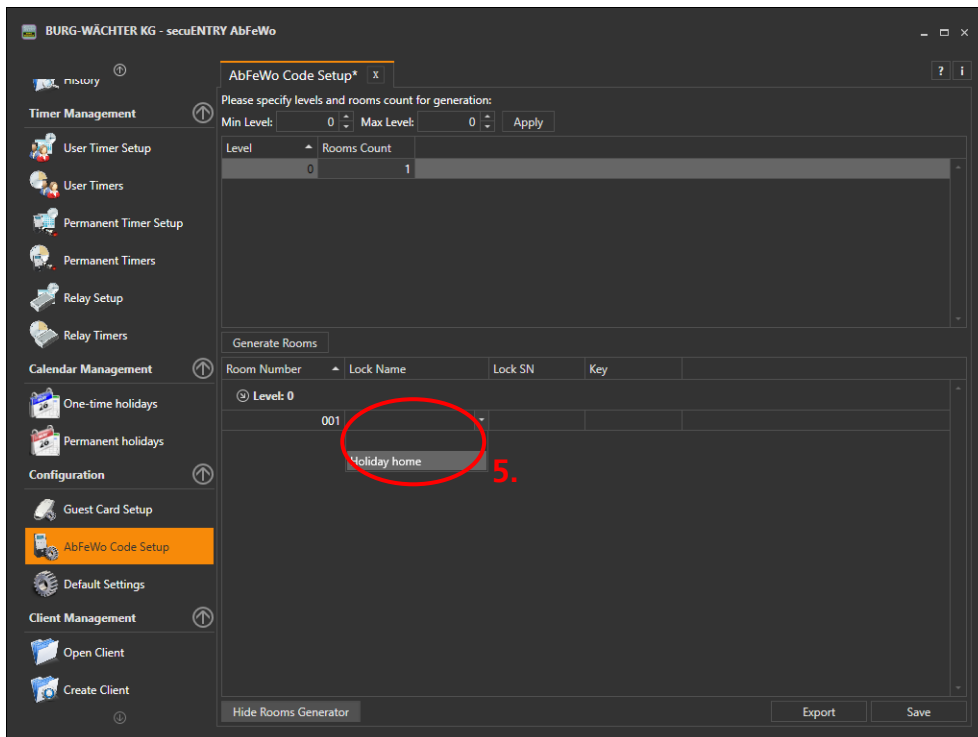 BURG-WÄCHTER KG - secuENTRY AbFeWo
History
Timer Management
User Timer Setup
User Timers
Permanent Timer Setup
Permanent Timers
Relay Setup
Relay Timers
Calendar Management
One-time holidays
Permanent holidays
Configuration
Guest Card Setup
AbFeWo Code Setup
Default Settings
Client Management
Open Client
Create Client
AbFeWo Code Setup* x
? i
Please specify levels and rooms count for generation:
Min Level: 0 Max Level: 0 Apply
Level Rooms Count
0 1
Generate Rooms
Room Number Lock Name Lock SN Key
Level: 0
001
Holiday home
5.
Hide Rooms Generator Export Save